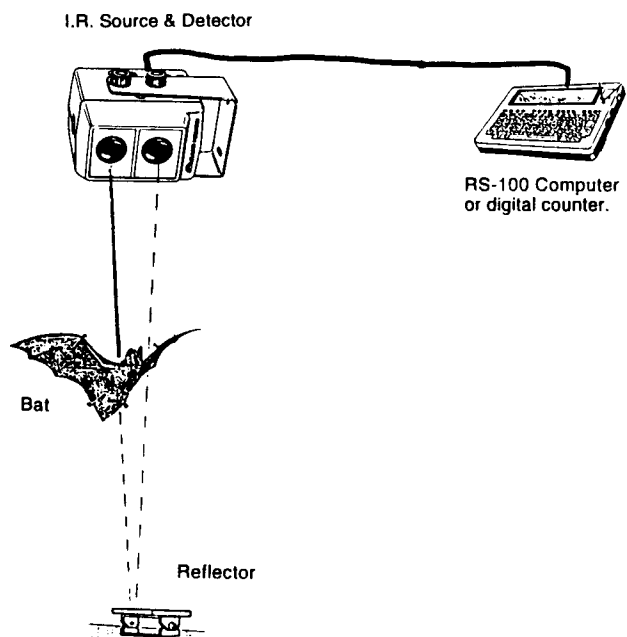 I.R. Source & Detector
RS-100 Computer
or digital counter.
Bat
Reflector